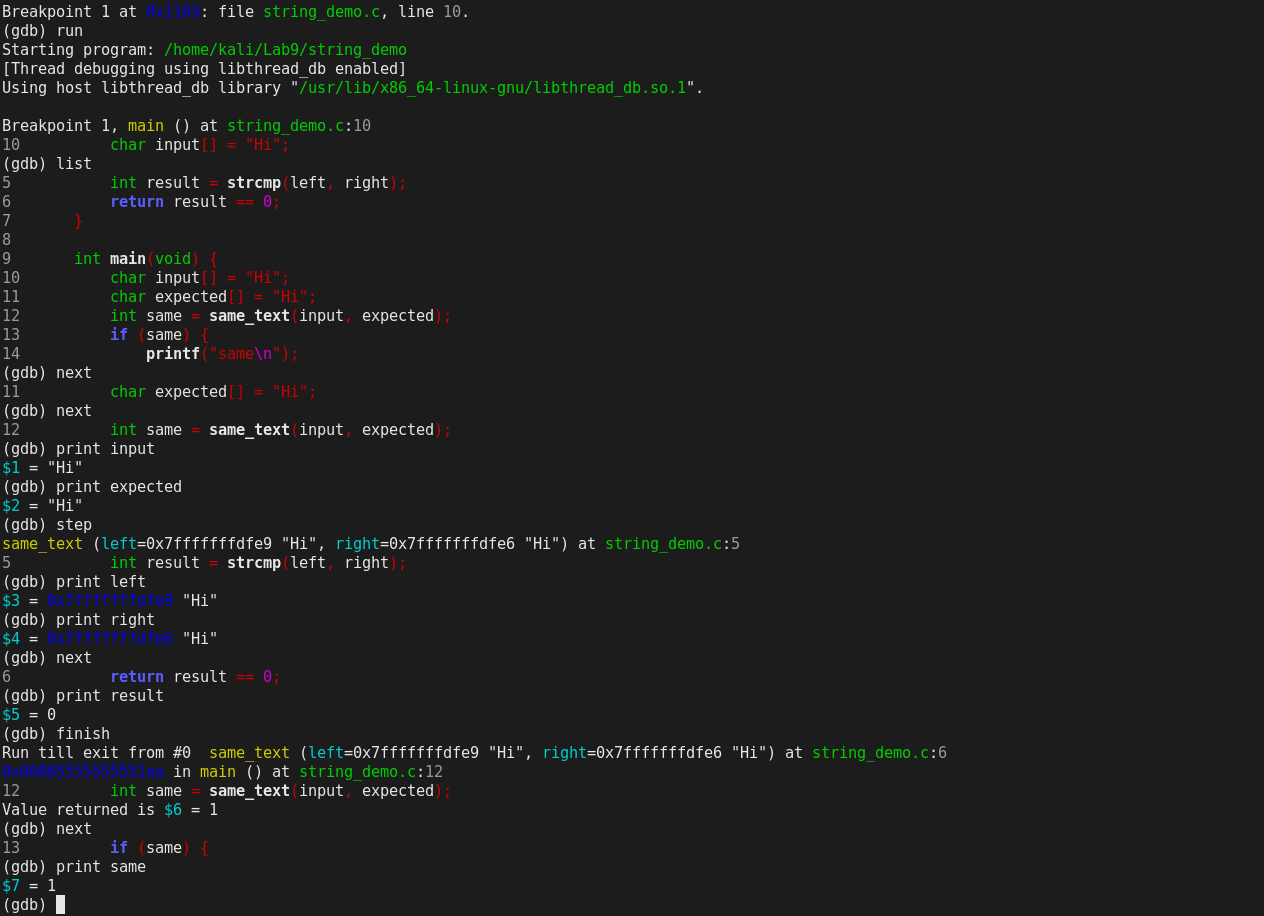 Breakpoint 1 at 0x1183: file string_demo.c, line 10.
(gdb) run
Starting program: /home/kali/Lab9/string_demo
[Thread debugging using libthread_db enabled]
Using host libthread_db library "/usr/lib/x86_64-linux-gnu/libthread_db.so.1".

Breakpoint 1, main () at string_demo.c:10
10          char input[] = "Hi";
(gdb) list
5           int result = strcmp(left, right);
6           return result == 0;
7       }
8
9       int main(void) {
10          char input[] = "Hi";
11          char expected[] = "Hi";
12          int same = same_text(input, expected);
13          if (same) {
14              printf("same\n");
(gdb) next
11          char expected[] = "Hi";
(gdb) next
12          int same = same_text(input, expected);
(gdb) print input
$1 = "Hi"
(gdb) print expected
$2 = "Hi"
(gdb) step
same_text (left=0x7fffffffdfe9 "Hi", right=0x7fffffffdfe6 "Hi") at string_demo.c:5
5           int result = strcmp(left, right);
(gdb) print left
$3 = 0x7fffffffdfe9 "Hi"
(gdb) print right
$4 = 0x7fffffffdfe6 "Hi"
(gdb) next
6           return result == 0;
(gdb) print result
$5 = 0
(gdb) finish
Run till exit from #0  same_text (left=0x7fffffffdfe9 "Hi", right=0x7fffffffdfe6 "Hi") at string_demo.c:6
0x00005555555551ba in main () at string_demo.c:12
12          int same = same_text(input, expected);
Value returned is $6 = 1
(gdb) next
13          if (same) {
(gdb) print same
$7 = 1
(gdb)